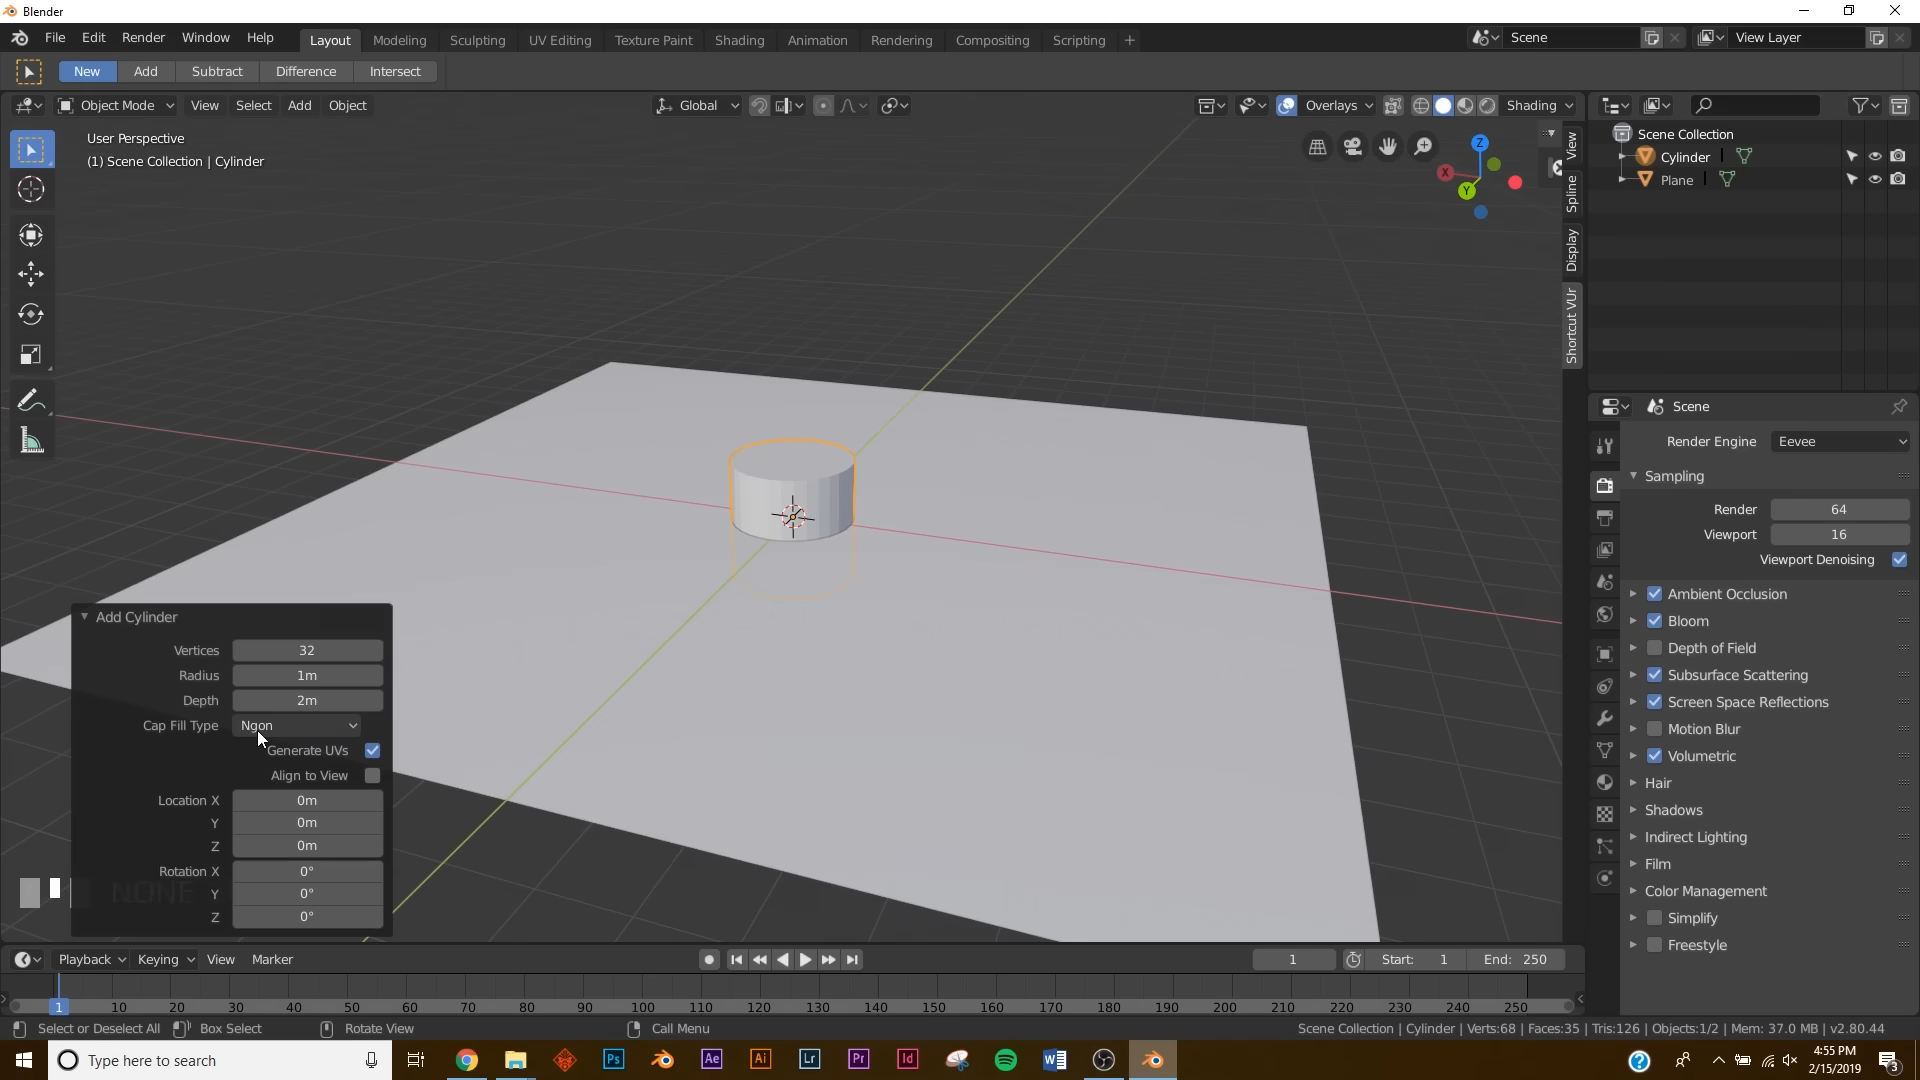 Blender
File Edit Render Window Help Layout Modeling Sculpting UV Editing Texture Paint Shading Animation Rendering Compositing Scripting + Scene View Layer
New Add Subtract Difference Intersect
Object Mode View Select Add Object Global Overlays Shading
User Perspective
(1) Scene Collection | Cylinder
Z
X
Y
View
Spline
Display
Shortcut VUr
Scene Collection
Cylinder
Plane
Scene
Render Engine Eevee
Sampling
Render 64
Viewport 16
Viewport Denoising
Ambient Occlusion
Bloom
Depth of Field
Subsurface Scattering
Screen Space Reflections
Motion Blur
Volumetric
Hair
Shadows
Indirect Lighting
Film
Color Management
Simplify
Freestyle
Add Cylinder
Vertices 32
Radius 1m
Depth 2m
Cap Fill Type Ngon
Generate UVs
Align to View
Location X 0m
Y 0m
Z 0m
Rotation X 0°
Y 0°
Z 0°
NONE
Playback Keying View Marker 1 Start: 1 End: 250
1 10 20 30 40 50 60 70 80 90 100 110 120 130 140 150 160 170 180 190 200 210 220 230 240 250
Select or Deselect All Box Select Rotate View Call Menu Scene Collection | Cylinder | Verts:68 | Faces:35 | Tris:126 | Objects:1/2 | Mem: 37.0 MB | v2.80.44
Type here to search Ps Ae Ai Lr Pr Id W ? 4:55 PM
2/15/2019 3